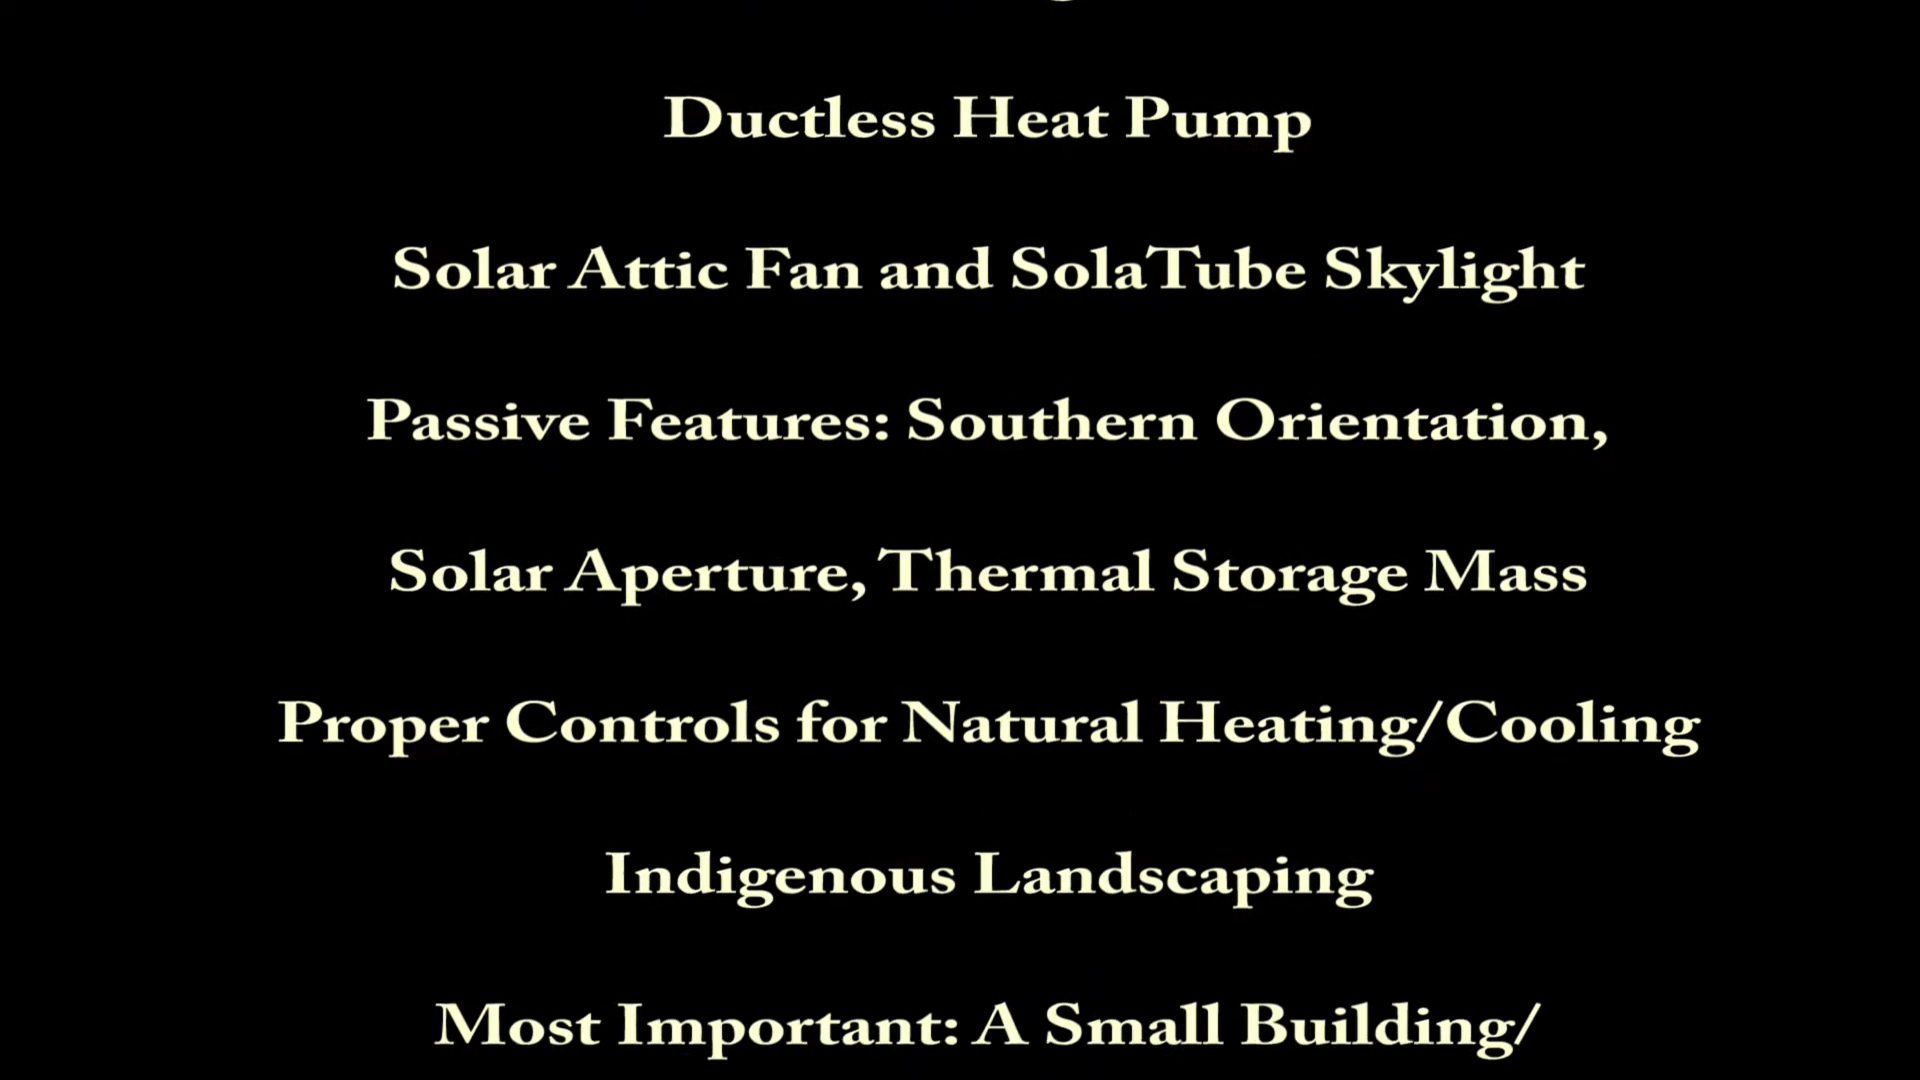 Ductless Heat Pump
Solar Attic Fan and SolaTube Skylight
Passive Features: Southern Orientation,
Solar Aperture, Thermal Storage Mass
Proper Controls for Natural Heating/Cooling
Indigenous Landscaping
Most Important: A Small Building/